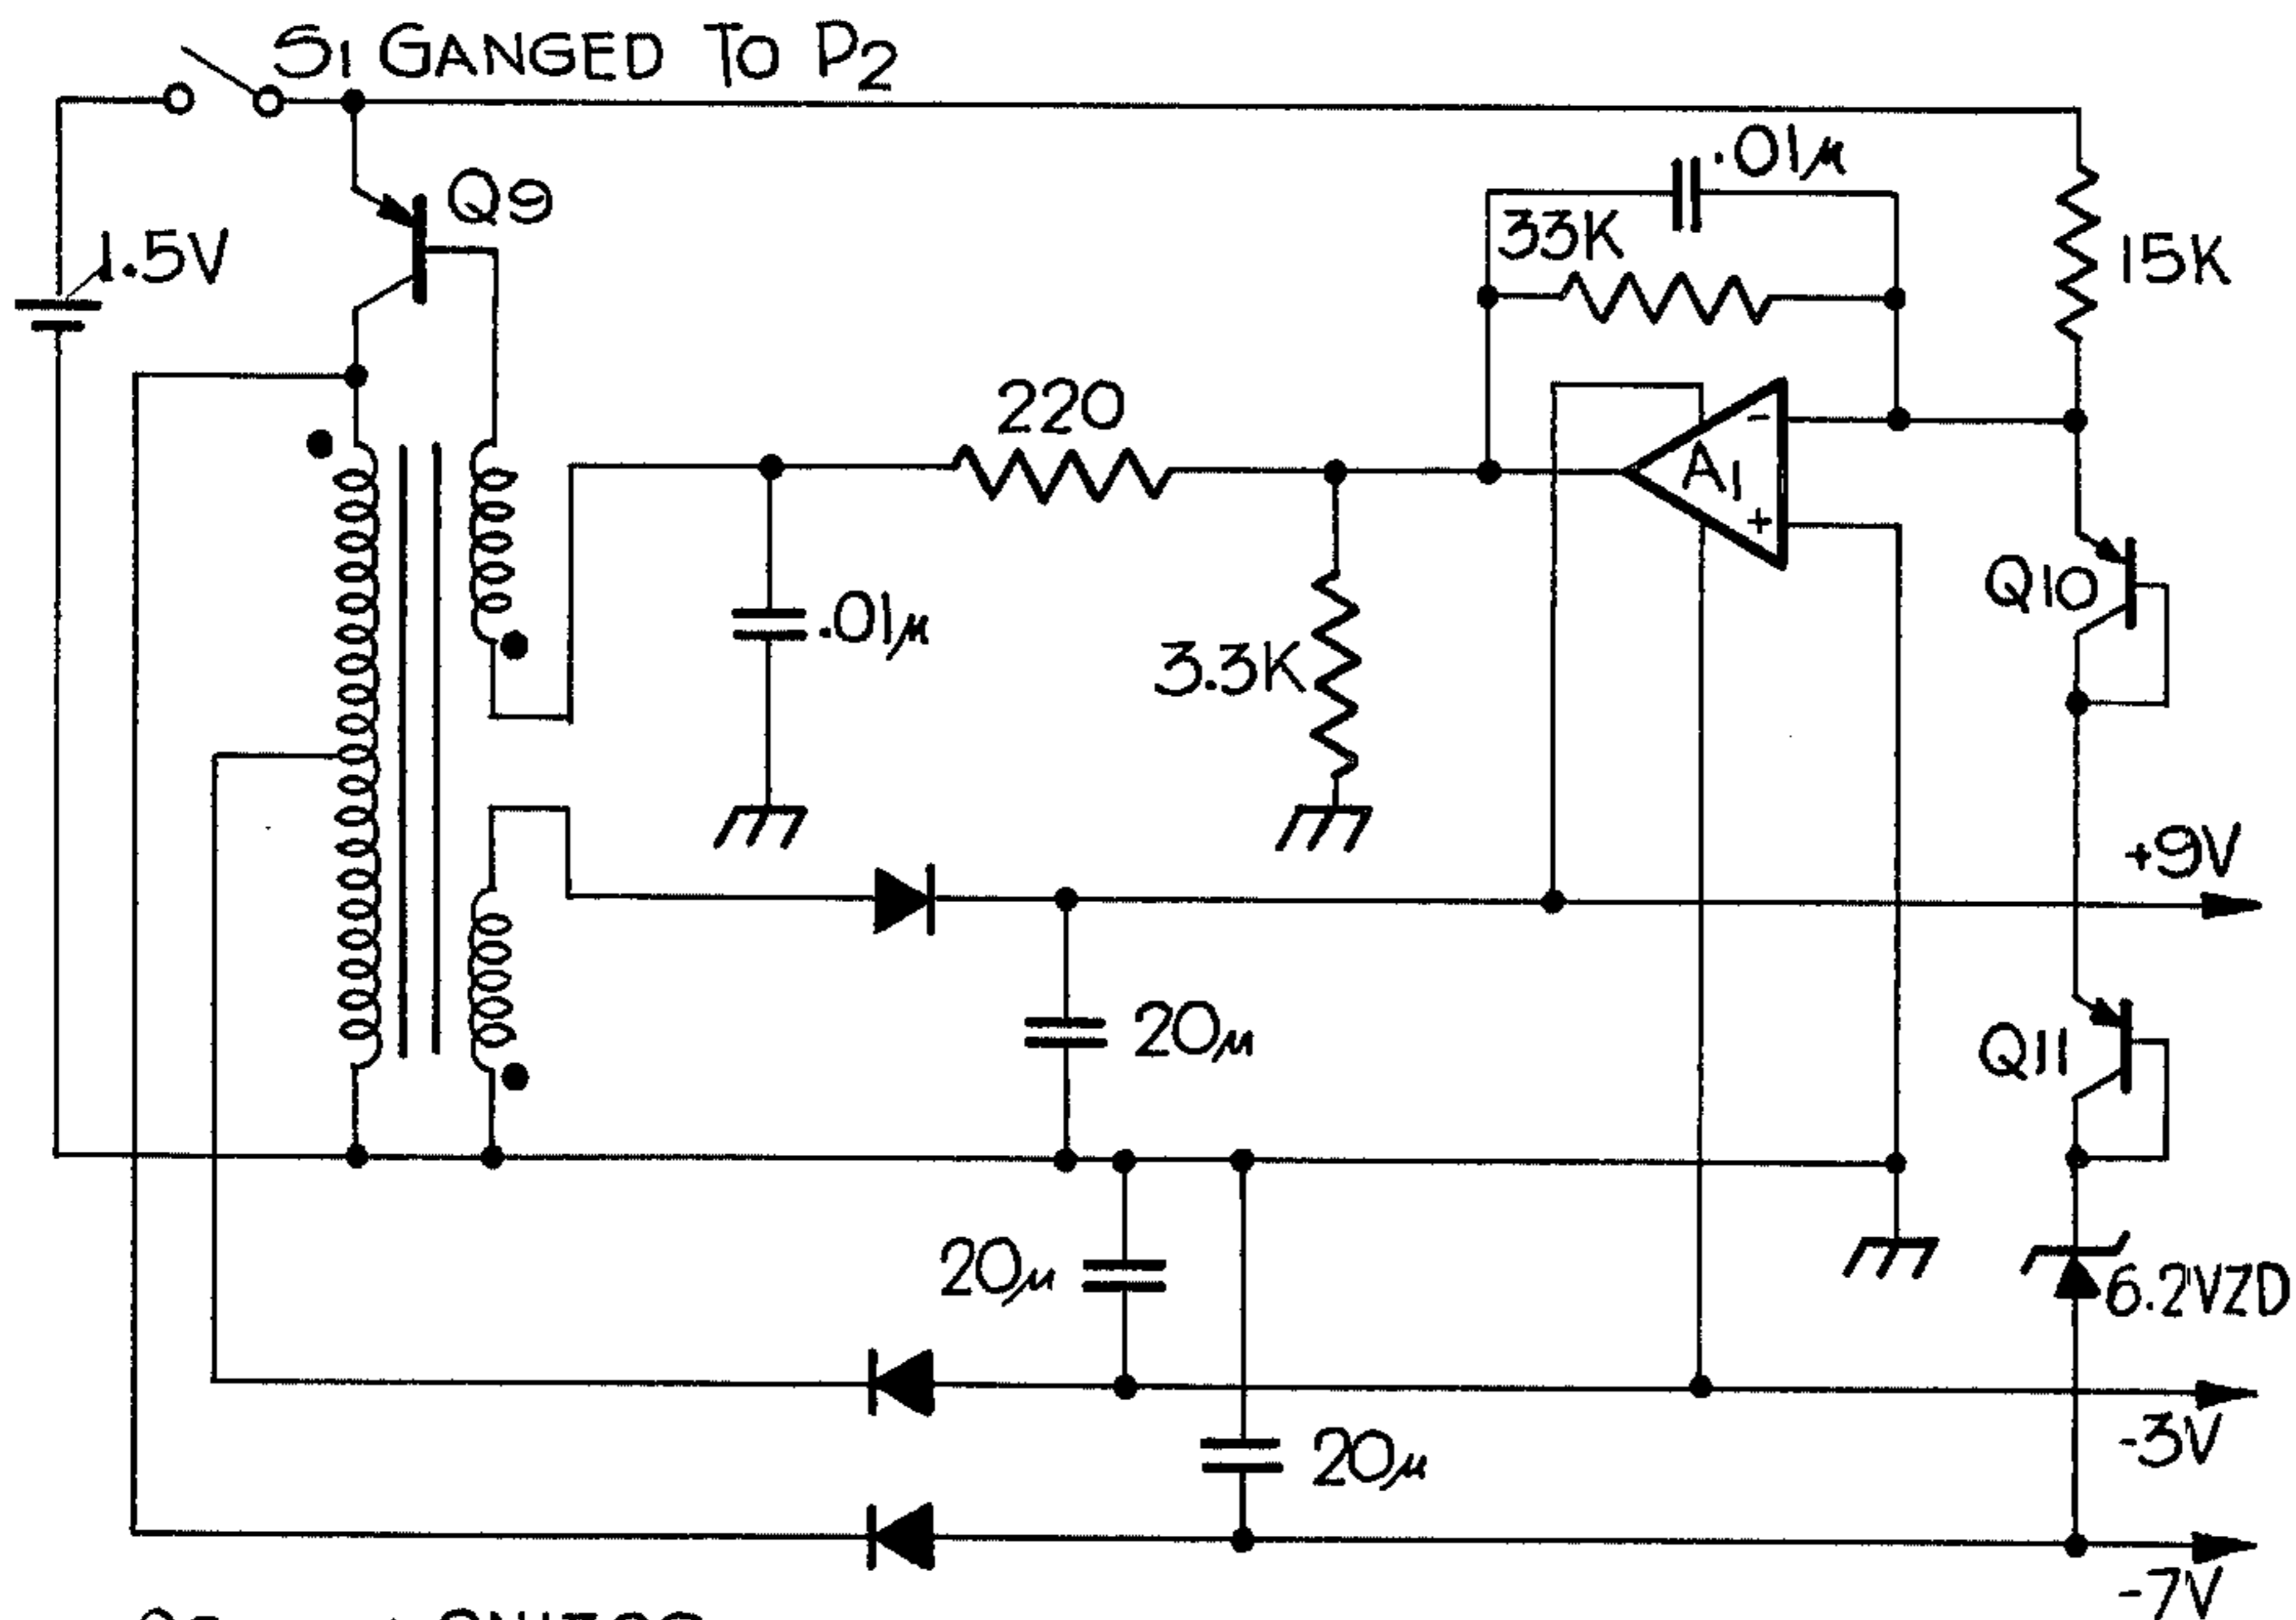 S1 GANGED TO P2
.01μ
Q9
33K
1.5V
15K
220
-
A1
+
Q10
.01μ
3.3K
+9V
20μ
Q11
20μ
6.2VZD
-3V
20μ
-7V